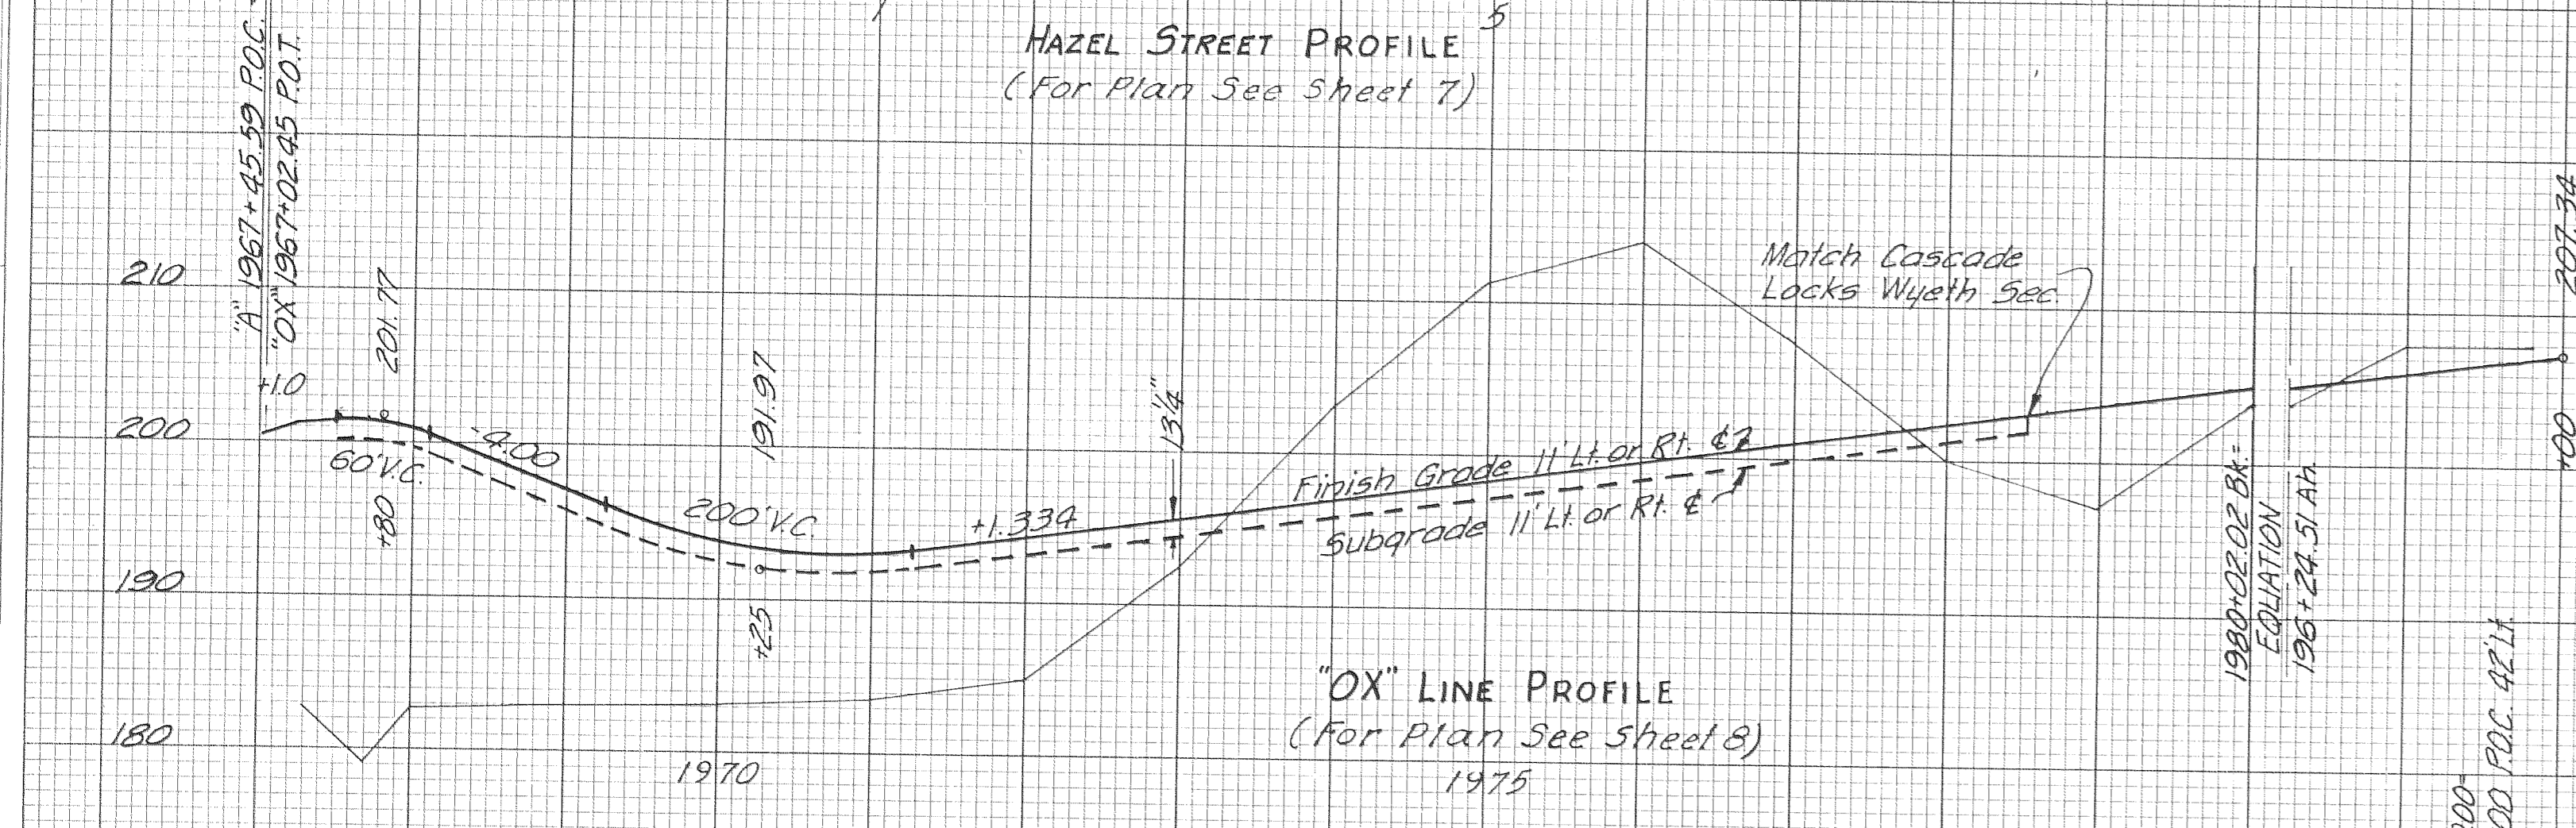 5
HAZEL STREET PROFILE
(For Plan See Sheet 7)
"A" 1967+45.59 P.O.C.
"OX" 1967+02.45 P.O.T.
210
200
190
180
+1.0
201.77
60' V.C.
+80
-4.00
200' V.C.
191.97
+25
+1.334
13¼"
Finish Grade 11' Lt. or Rt. ℄
Subgrade 11' Lt. or Rt. ℄
Match Cascade
Locks Wyeth Sec.
1980+02.02 Bk.=
EQUATION
196+24.51 Ah.
207.34
+00
"OX" LINE PROFILE
(For Plan See Sheet 8)
1970
1975
00 P.O.C. 42' Lt.